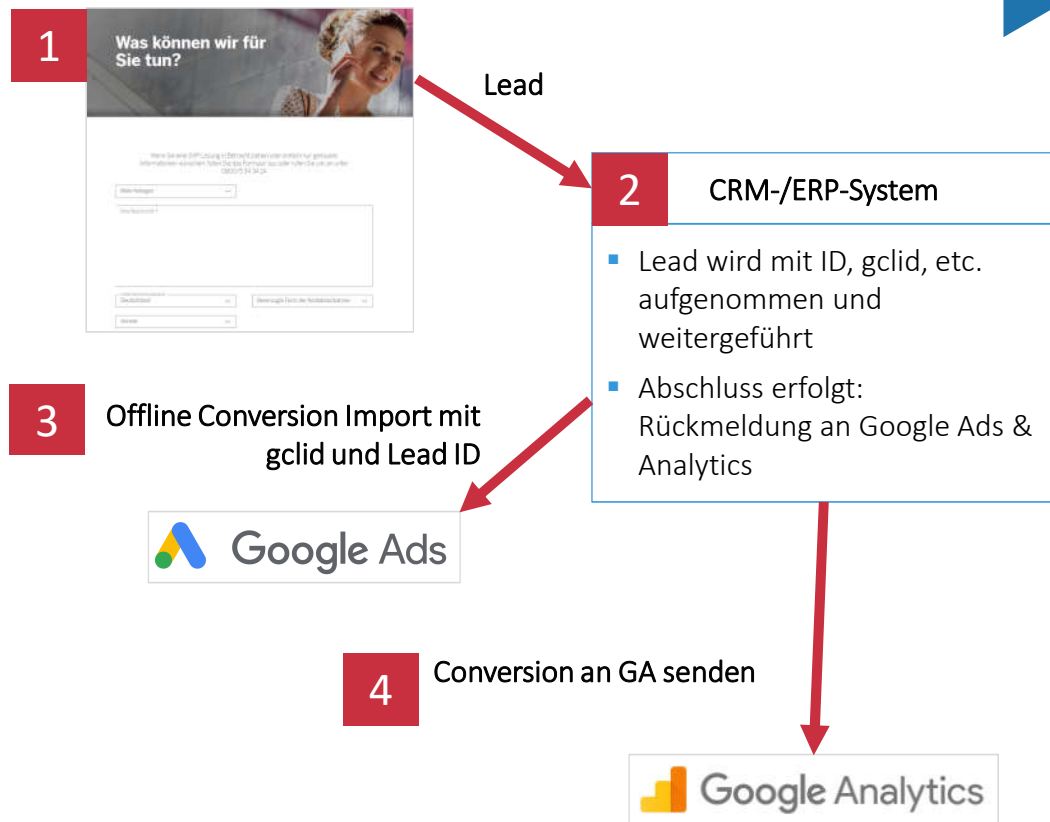 1
Was können wir für
Sie tun?
Lead
2
CRM-/ERP-System
Lead wird mit ID, gclid, etc.
aufgenommen und
weitergeführt
Abschluss erfolgt:
Rückmeldung an Google Ads &
Analytics
3
Offline Conversion Import mit
gclid und Lead ID
Google Ads
4
Conversion an GA senden
Google Analytics